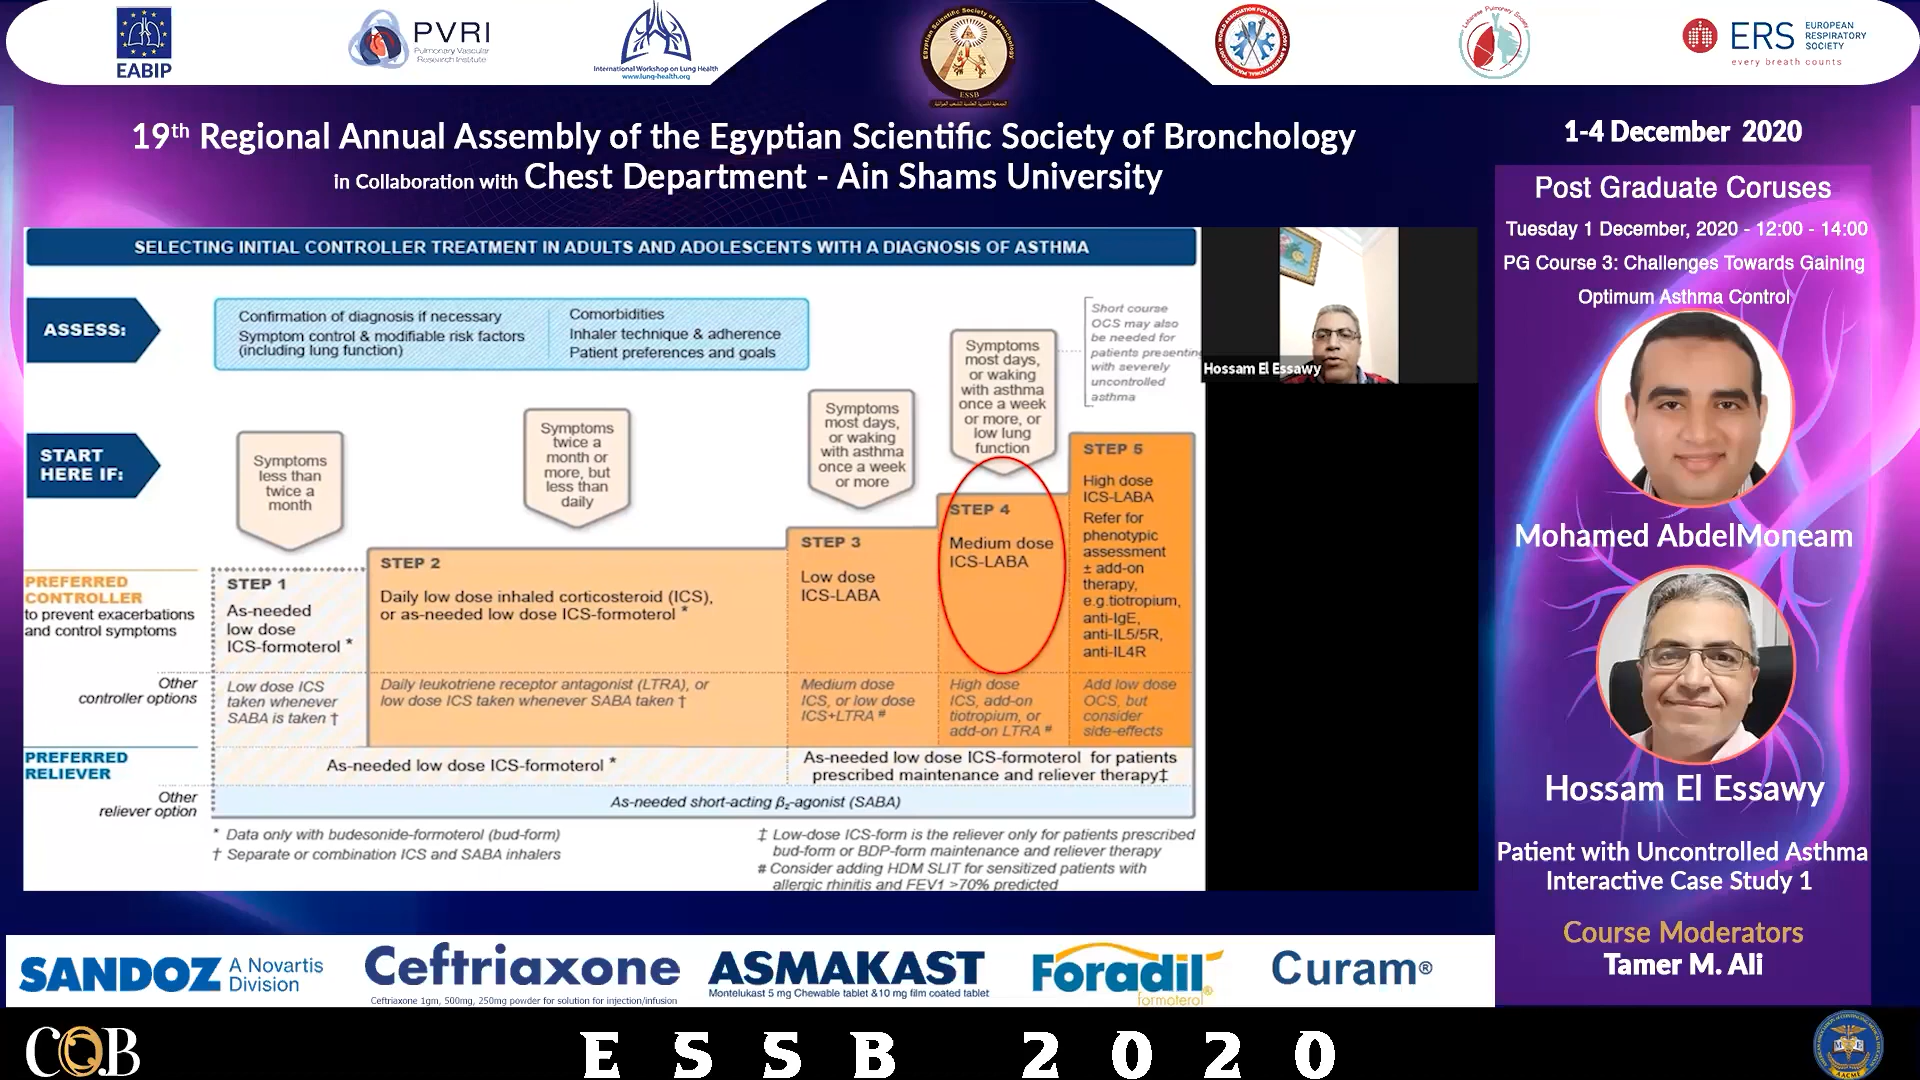 EABIP
PVRI
Pulmonary Vascular
Research Institute
International Workshop on Lung Health
www.lung-health.org
Egyptian Scientific Society of Bronchology
ESSB
Lebanese Pulmonary Society
ERS
EUROPEAN
RESPIRATORY
SOCIETY
every breath counts
19th Regional Annual Assembly of the Egyptian Scientific Society of Bronchology
in Collaboration with Chest Department - Ain Shams University
1-4 December 2020
Post Graduate Coruses
Tuesday 1 December, 2020 - 12:00 - 14:00
PG Course 3: Challenges Towards Gaining
Optimum Asthma Control
Mohamed AbdelMoneam
Hossam El Essawy
Patient with Uncontrolled Asthma
Interactive Case Study 1
Course Moderators
Tamer M. Ali
SELECTING INITIAL CONTROLLER TREATMENT IN ADULTS AND ADOLESCENTS WITH A DIAGNOSIS OF ASTHMA
ASSESS:
Confirmation of diagnosis if necessary
Symptom control & modifiable risk factors
(including lung function)
Comorbidities
Inhaler technique & adherence
Patient preferences and goals
START
HERE IF:
Symptoms
less than
twice a
month
Symptoms
twice a
month or
more, but
less than
daily
Symptoms
most days,
or waking
with asthma
once a week
or more
Symptoms
most days,
or waking
with asthma
once a week
or more, or
low lung
function
Short course
OCS may also
be needed for
patients presenting
with severely
uncontrolled
asthma
Hossam El Essawy
PREFERRED
CONTROLLER
to prevent exacerbations
and control symptoms
STEP 1
As-needed
low dose
ICS-formoterol *
STEP 2
Daily low dose inhaled corticosteroid (ICS),
or as-needed low dose ICS-formoterol *
STEP 3
Low dose
ICS-LABA
STEP 4
Medium dose
ICS-LABA
STEP 5
High dose
ICS-LABA
Refer for
phenotypic
assessment
± add-on
therapy,
e.g.tiotropium,
anti-IgE,
anti-IL5/5R,
anti-IL4R
Other
controller options
Low dose ICS
taken whenever
SABA is taken †
Daily leukotriene receptor antagonist (LTRA), or
low dose ICS taken whenever SABA taken †
Medium dose
ICS, or low dose
ICS+LTRA #
High dose
ICS, add-on
tiotropium, or
add-on LTRA #
Add low dose
OCS, but
consider
side-effects
PREFERRED
RELIEVER
As-needed low dose ICS-formoterol *
As-needed low dose ICS-formoterol for patients
prescribed maintenance and reliever therapy‡
Other
reliever option
As-needed short-acting β2-agonist (SABA)
* Data only with budesonide-formoterol (bud-form)
† Separate or combination ICS and SABA inhalers
‡ Low-dose ICS-form is the reliever only for patients prescribed
bud-form or BDP-form maintenance and reliever therapy
# Consider adding HDM SLIT for sensitized patients with
allergic rhinitis and FEV1 >70% predicted
SANDOZ A Novartis
Division
Ceftriaxone
Ceftriaxone 1gm, 500mg, 250mg powder for solution for injection/infusion
ASMAKAST
Montelukast 5 mg Chewable tablet &10 mg film coated tablet
Foradil®
formoterol
Curam®
COB
ESSB 2020